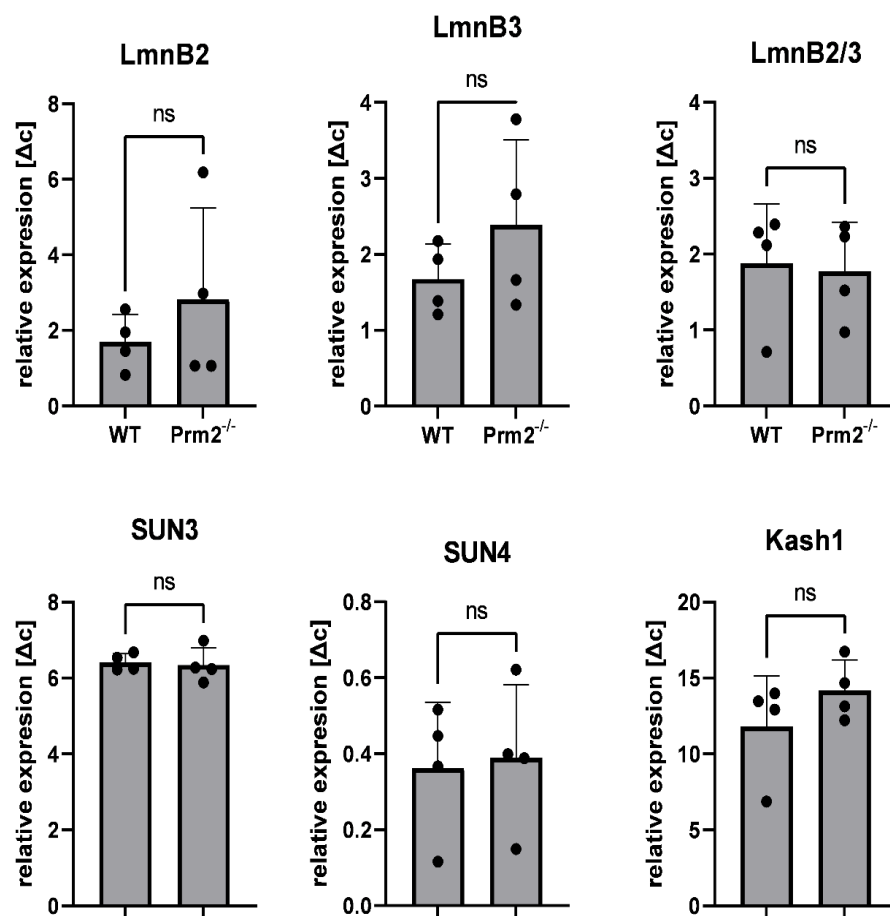 LmnB2
LmnB3
LmnB2/3
ns
ns
ns
relative expresion [Δc]
8
6
4
2
0
WT
Prm2-/-
relative expresion [Δc]
4
3
2
1
0
WT
Prm2-/-
relative expresion [Δc]
4
3
2
1
0
WT
Prm2-/-
SUN3
SUN4
Kash1
ns
ns
ns
relative expresion [Δc]
8
6
4
2
0
relative expresion [Δc]
0.8
0.6
0.4
0.2
0.0
relative expresion [Δc]
20
15
10
5
0